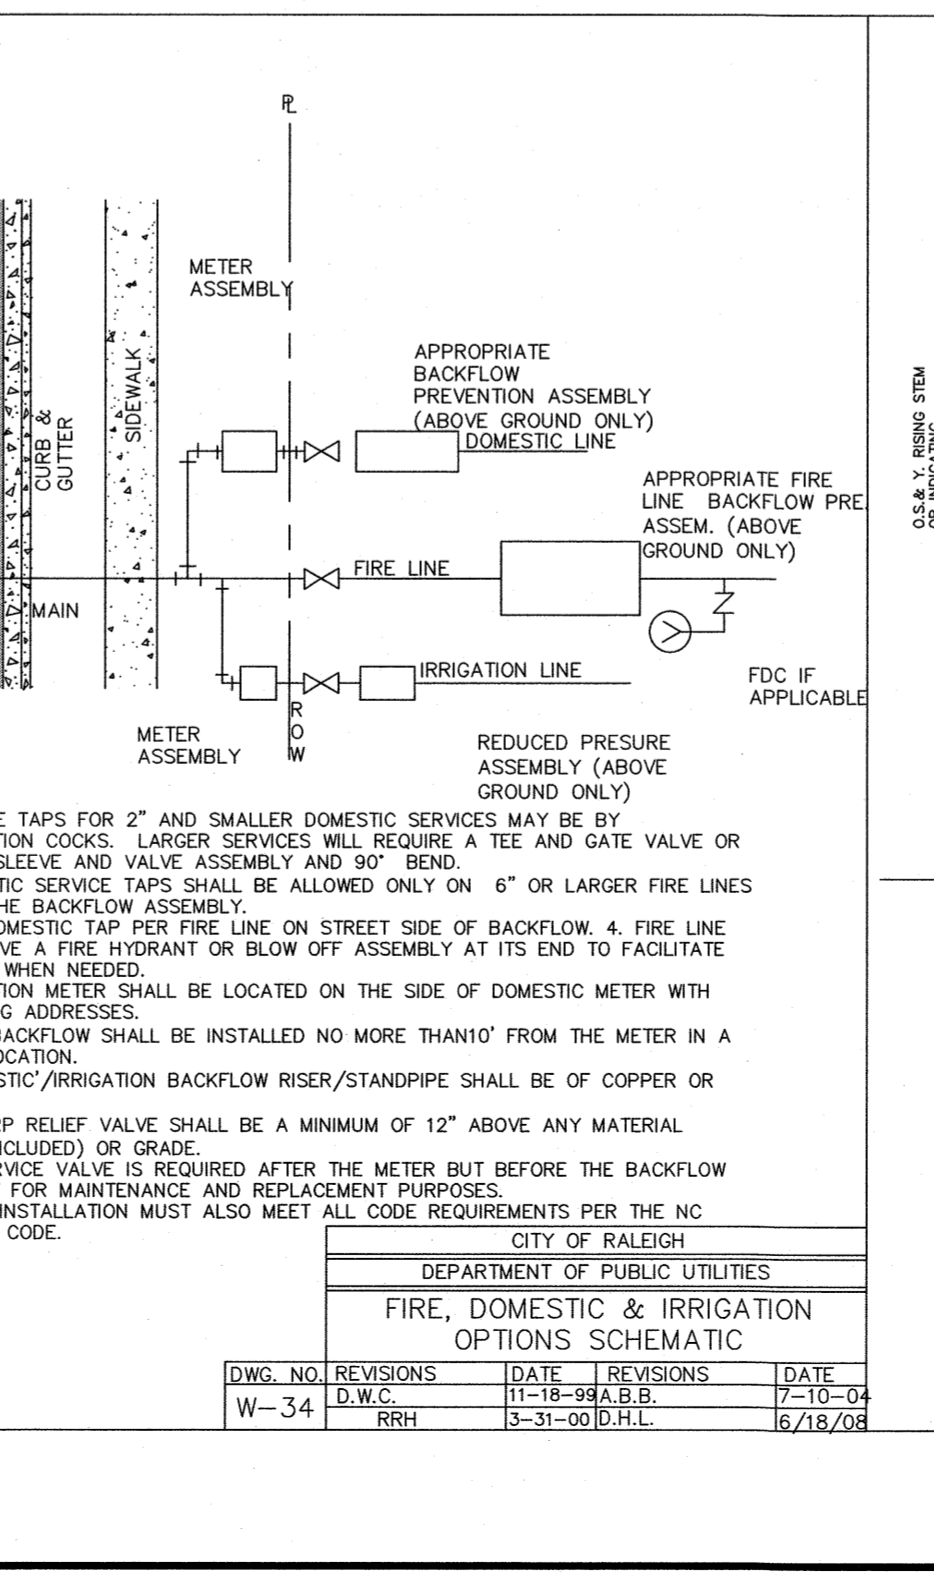 PL
METER
ASSEMBLY
APPROPRIATE
BACKFLOW
PREVENTION ASSEMBLY
(ABOVE GROUND ONLY)
DOMESTIC LINE
CURB &
GUTTER
SIDEWALK
APPROPRIATE FIRE
LINE BACKFLOW PRE.
ASSEM. (ABOVE
GROUND ONLY)
O.S.& Y. RISING STEM
OR INDICATING
FIRE LINE
MAIN
IRRIGATION LINE
FDC IF
APPLICABLE
R
O
W
METER
ASSEMBLY
REDUCED PRESURE
ASSEMBLY (ABOVE
GROUND ONLY)
E TAPS FOR 2" AND SMALLER DOMESTIC SERVICES MAY BE BY
TION COCKS. LARGER SERVICES WILL REQUIRE A TEE AND GATE VALVE OR
SLEEVE AND VALVE ASSEMBLY AND 90° BEND.
TIC SERVICE TAPS SHALL BE ALLOWED ONLY ON 6" OR LARGER FIRE LINES
HE BACKFLOW ASSEMBLY.
OMESTIC TAP PER FIRE LINE ON STREET SIDE OF BACKFLOW. 4. FIRE LINE
VE A FIRE HYDRANT OR BLOW OFF ASSEMBLY AT ITS END TO FACILITATE
WHEN NEEDED.
TION METER SHALL BE LOCATED ON THE SIDE OF DOMESTIC METER WITH
G ADDRESSES.
BACKFLOW SHALL BE INSTALLED NO MORE THAN10' FROM THE METER IN A
OCATION.
STIC'/IRRIGATION BACKFLOW RISER/STANDPIPE SHALL BE OF COPPER OR
RP RELIEF VALVE SHALL BE A MINIMUM OF 12" ABOVE ANY MATERIAL
NCLUDED) OR GRADE.
RVICE VALVE IS REQUIRED AFTER THE METER BUT BEFORE THE BACKFLOW
FOR MAINTENANCE AND REPLACEMENT PURPOSES.
INSTALLATION MUST ALSO MEET ALL CODE REQUIREMENTS PER THE NC
CODE.
CITY OF RALEIGH
DEPARTMENT OF PUBLIC UTILITIES
FIRE, DOMESTIC & IRRIGATION
OPTIONS SCHEMATIC
DWG. NO. REVISIONS DATE REVISIONS DATE
W-34 D.W.C. 11-18-99 A.B.B. 7-10-04
RRH 3-31-00 D.H.L. 6/18/08